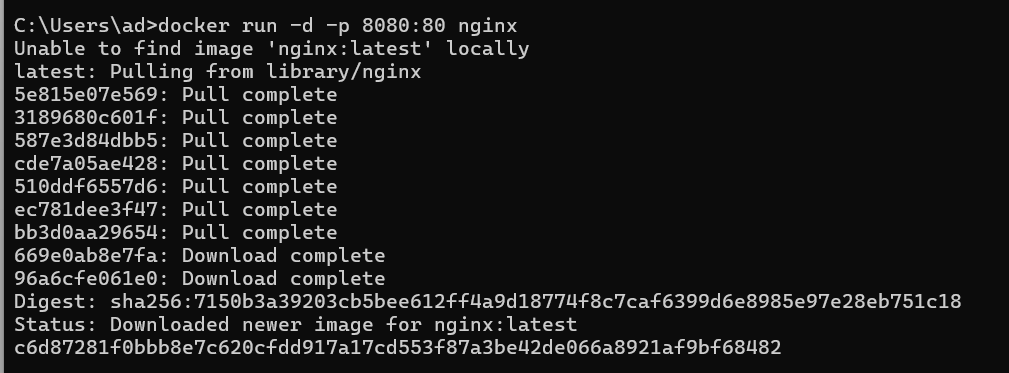 C:\Users\ad>docker run -d -p 8080:80 nginx
Unable to find image 'nginx:latest' locally
latest: Pulling from library/nginx
5e815e07e569: Pull complete
3189680c601f: Pull complete
587e3d84dbb5: Pull complete
cde7a05ae428: Pull complete
510ddf6557d6: Pull complete
ec781dee3f47: Pull complete
bb3d0aa29654: Pull complete
669e0ab8e7fa: Download complete
96a6cfe061e0: Download complete
Digest: sha256:7150b3a39203cb5bee612ff4a9d18774f8c7caf6399d6e8985e97e28eb751c18
Status: Downloaded newer image for nginx:latest
c6d87281f0bbb8e7c620cfdd917a17cd553f87a3be42de066a8921af9bf68482